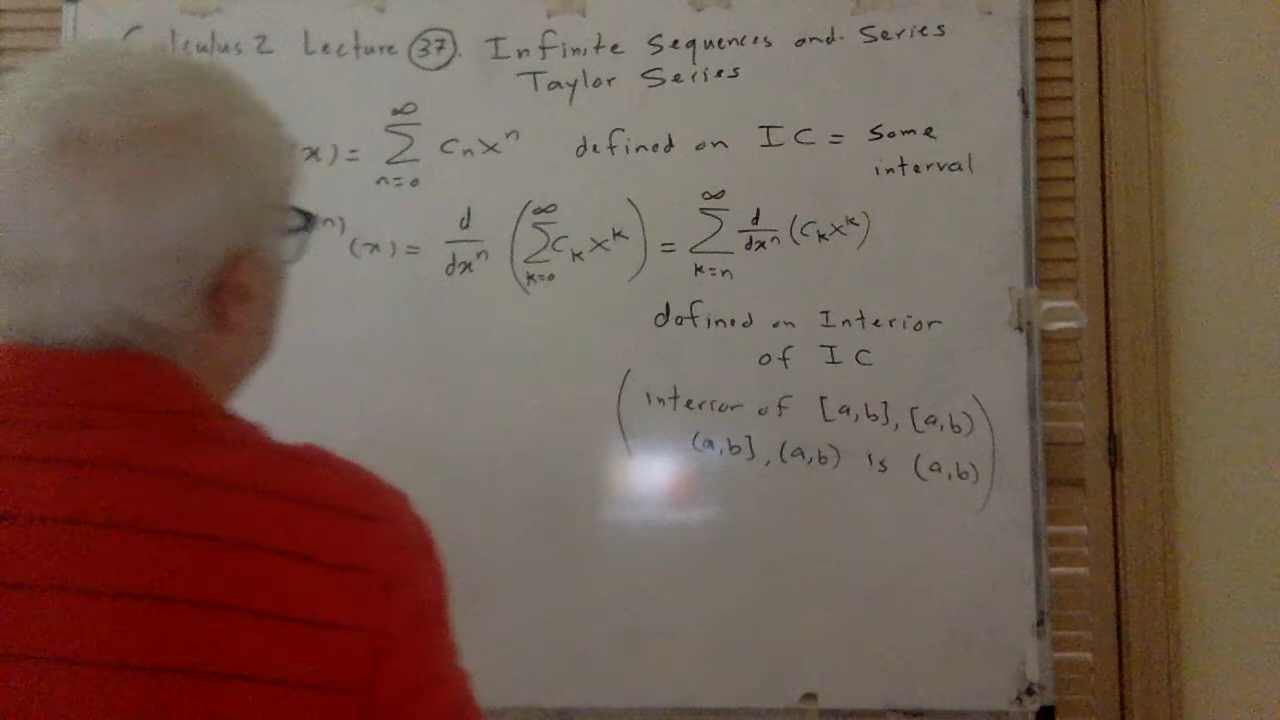 lculus 2 Lecture 37. Infinite Sequences and Series
Taylor Series
(x) = ∑_{n=0}^{∞} c_n x^n defined on IC = Some
interval
n) (x) = d/dx^n (∑_{k=0}^{∞} c_k x^k) = ∑_{k=n}^{∞} d/dx^n (c_k x^k)
defined on Interior
of IC
(interior of [a,b], [a,b)
(a,b], (a,b) is (a,b))